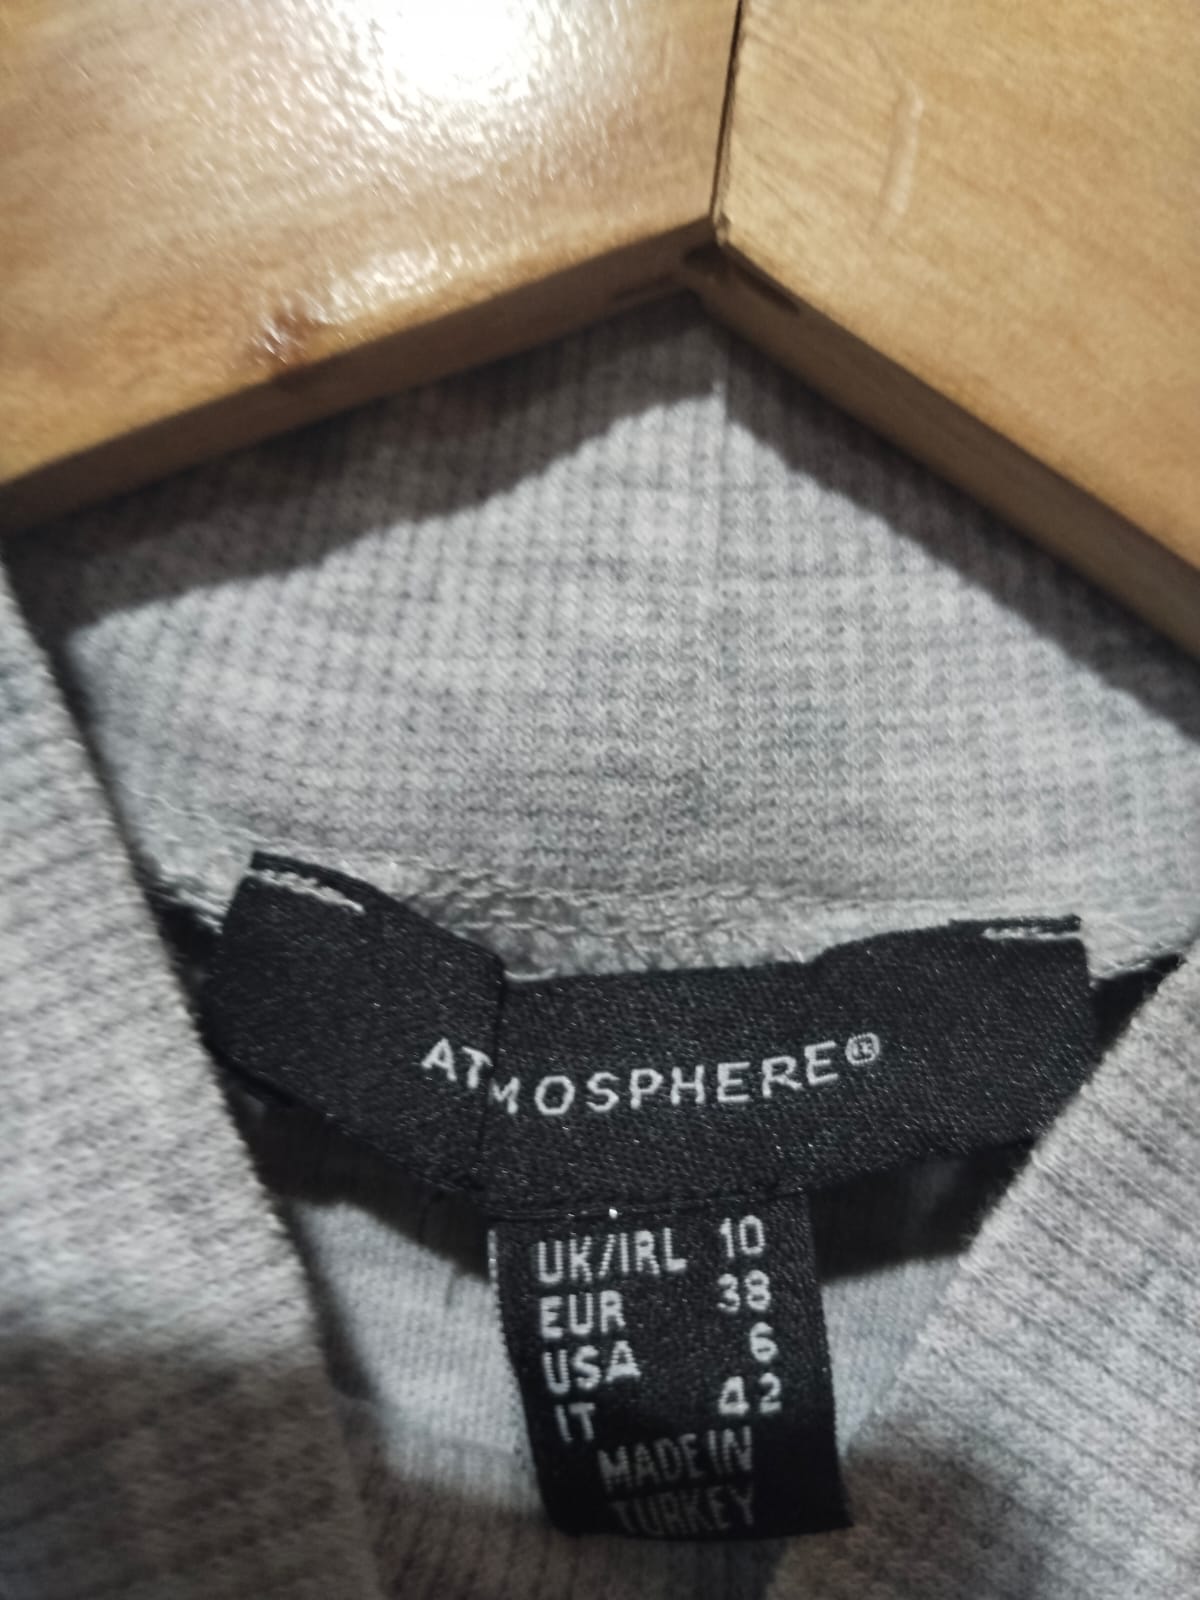 ATMOSPHERE®
UK/IRL 10
EUR 38
USA 6
IT 42
MADE IN
TURKEY